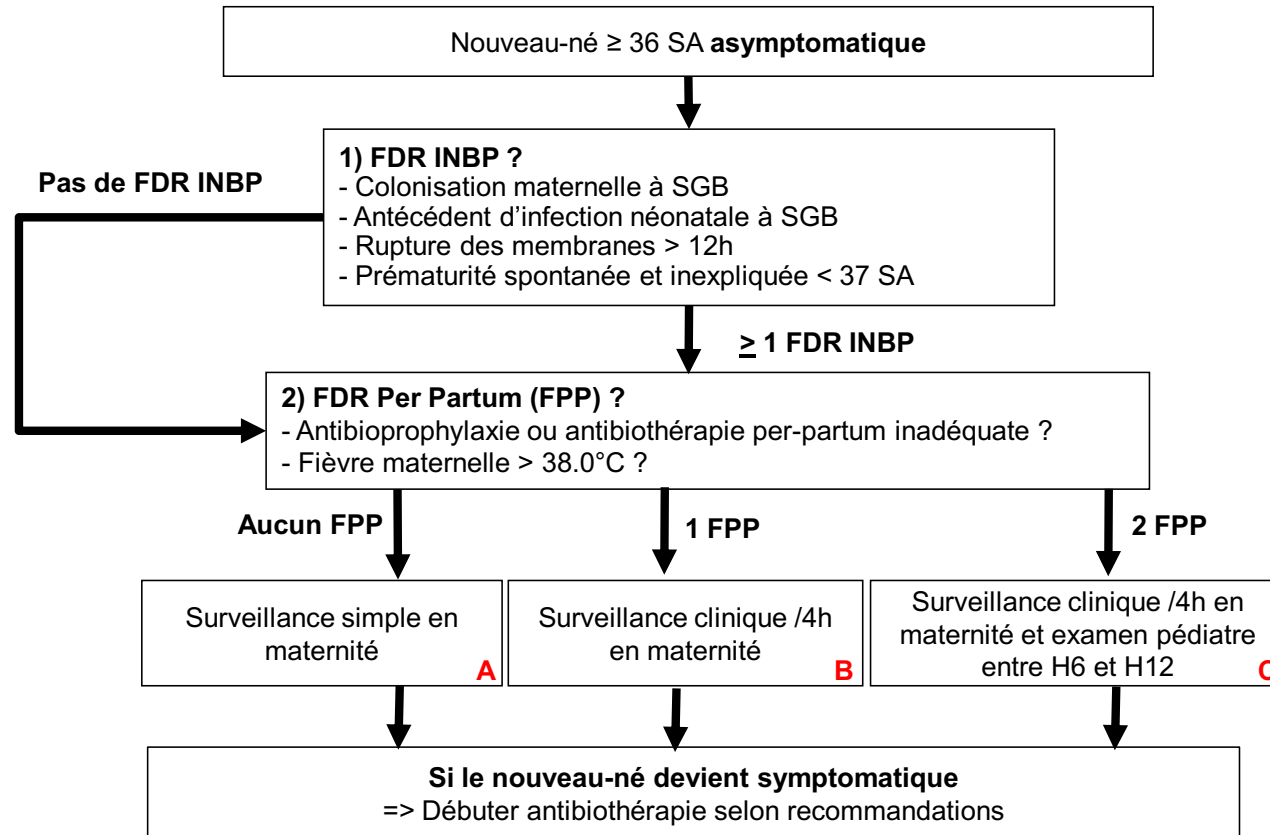 Nouveau-né ≥ 36 SA asymptomatique
1) FDR INBP ?
- Colonisation maternelle à SGB
- Antécédent d'infection néonatale à SGB
- Rupture des membranes > 12h
- Prématurité spontanée et inexpliquée < 37 SA
Pas de FDR INBP
≥ 1 FDR INBP
2) FDR Per Partum (FPP) ?
- Antibioprophylaxie ou antibiothérapie per-partum inadéquate ?
- Fièvre maternelle > 38.0°C ?
Aucun FPP
1 FPP
2 FPP
Surveillance simple en
maternité
A
Surveillance clinique /4h
en maternité
B
Surveillance clinique /4h en
maternité et examen pédiatre
entre H6 et H12
C
Si le nouveau-né devient symptomatique
=> Débuter antibiothérapie selon recommandations